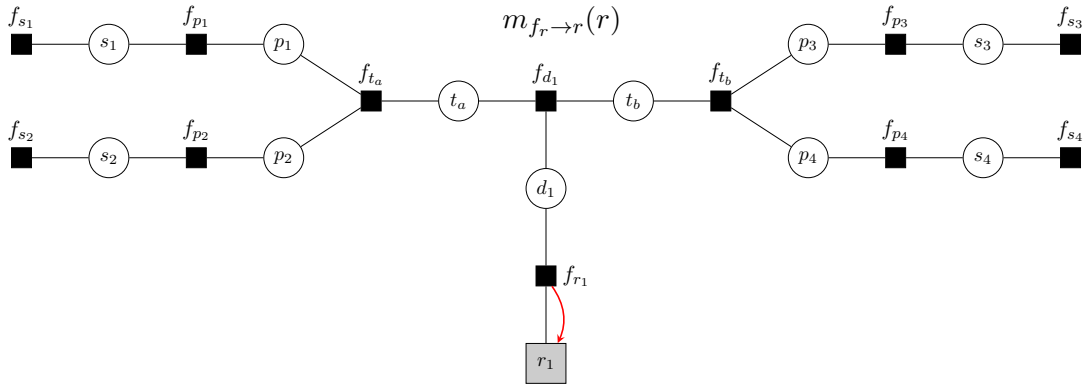 m_{f_r→r}(r)
f_{s_1} f_{p_1} f_{p_3} f_{s_3}
s_1 p_1 p_3 s_3
f_{t_a} f_{d_1} f_{t_b}
t_a t_b
f_{s_2} f_{p_2} f_{p_4} f_{s_4}
s_2 p_2 p_4 s_4
d_1
f_{r_1}
r_1